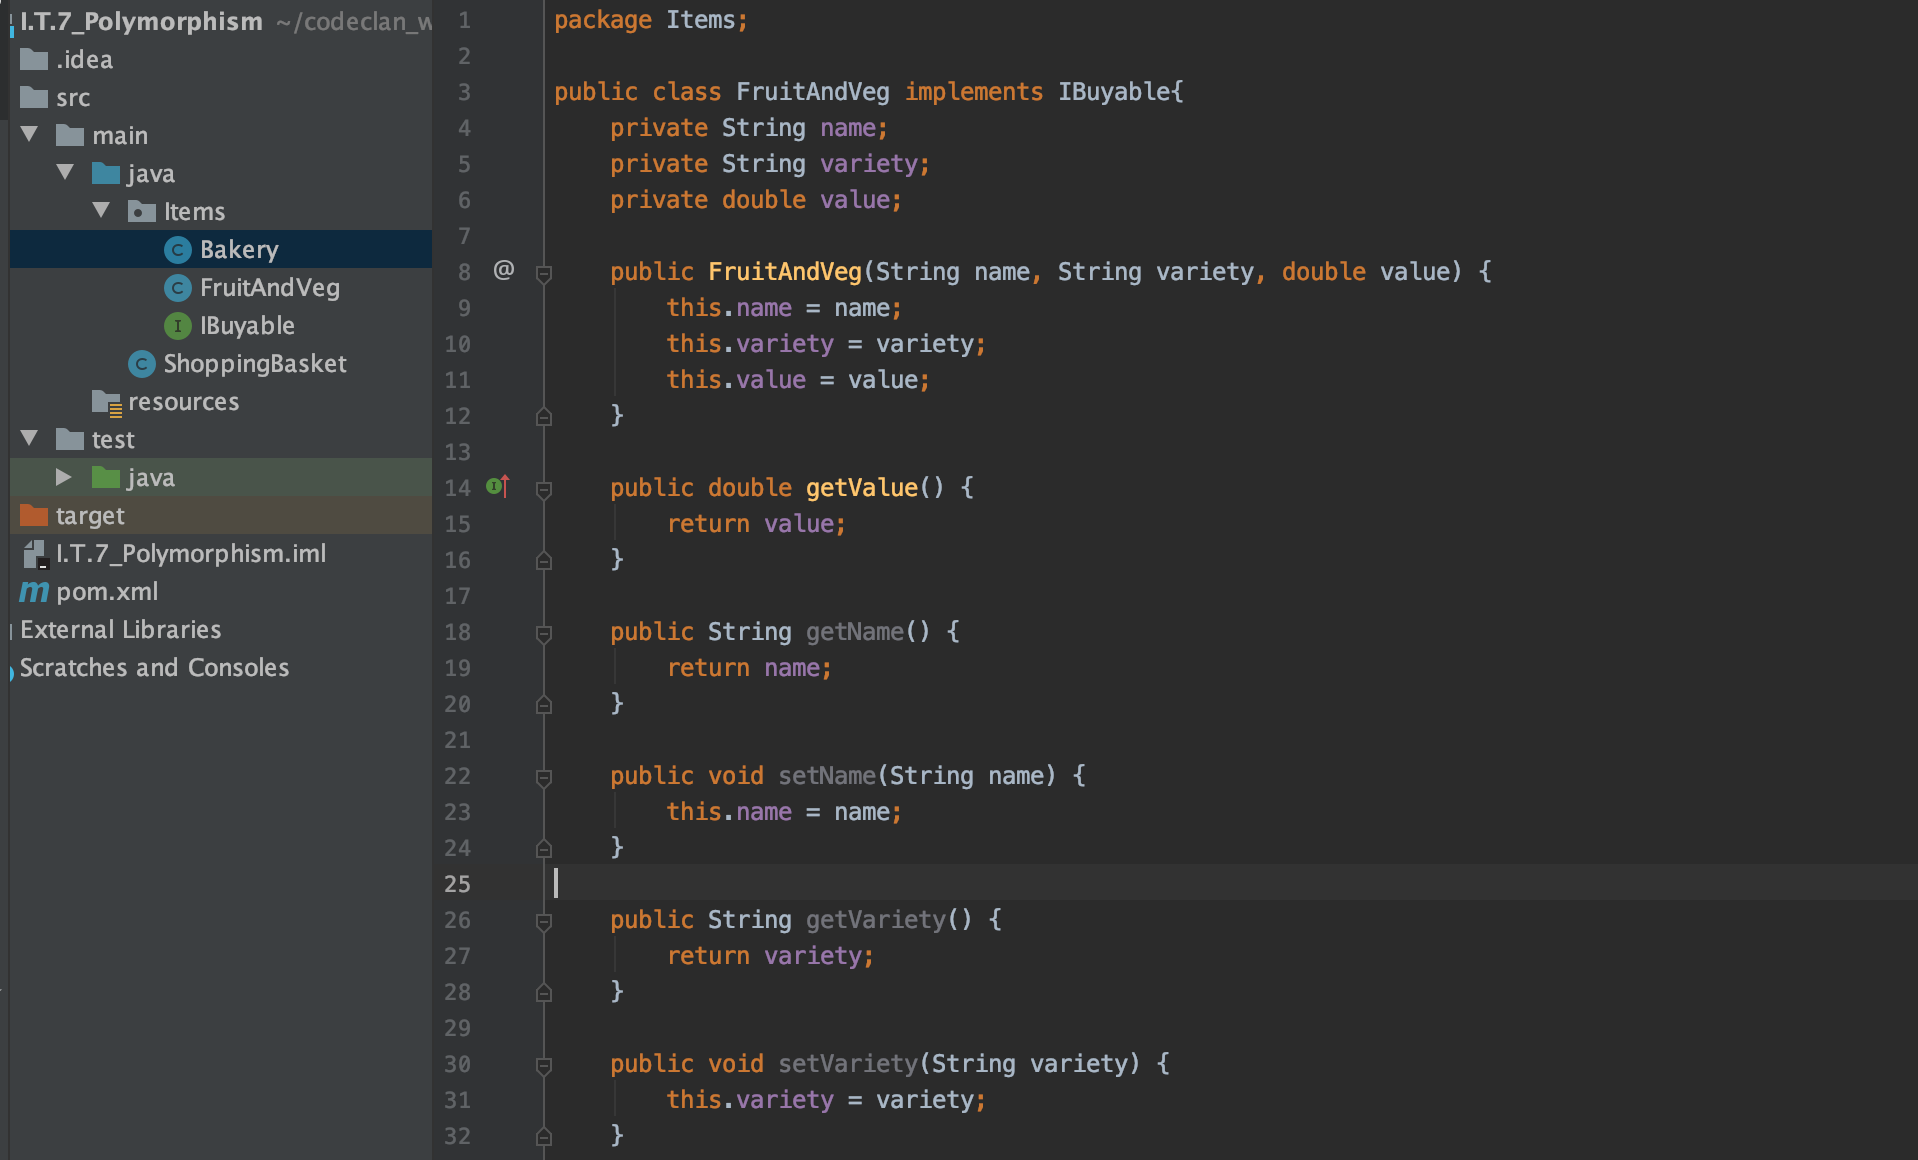 I.T.7_Polymorphism ~/codeclan_w
.idea
src
main
java
Items
Bakery
FruitAndVeg
IBuyable
ShoppingBasket
resources
test
java
target
I.T.7_Polymorphism.iml
pom.xml
External Libraries
Scratches and Consoles
1 package Items;
2
3 public class FruitAndVeg implements IBuyable{
4 private String name;
5 private String variety;
6 private double value;
7
8 @ public FruitAndVeg(String name, String variety, double value) {
9 this.name = name;
10 this.variety = variety;
11 this.value = value;
12 }
13
14 public double getValue() {
15 return value;
16 }
17
18 public String getName() {
19 return name;
20 }
21
22 public void setName(String name) {
23 this.name = name;
24 }
25
26 public String getVariety() {
27 return variety;
28 }
29
30 public void setVariety(String variety) {
31 this.variety = variety;
32 }